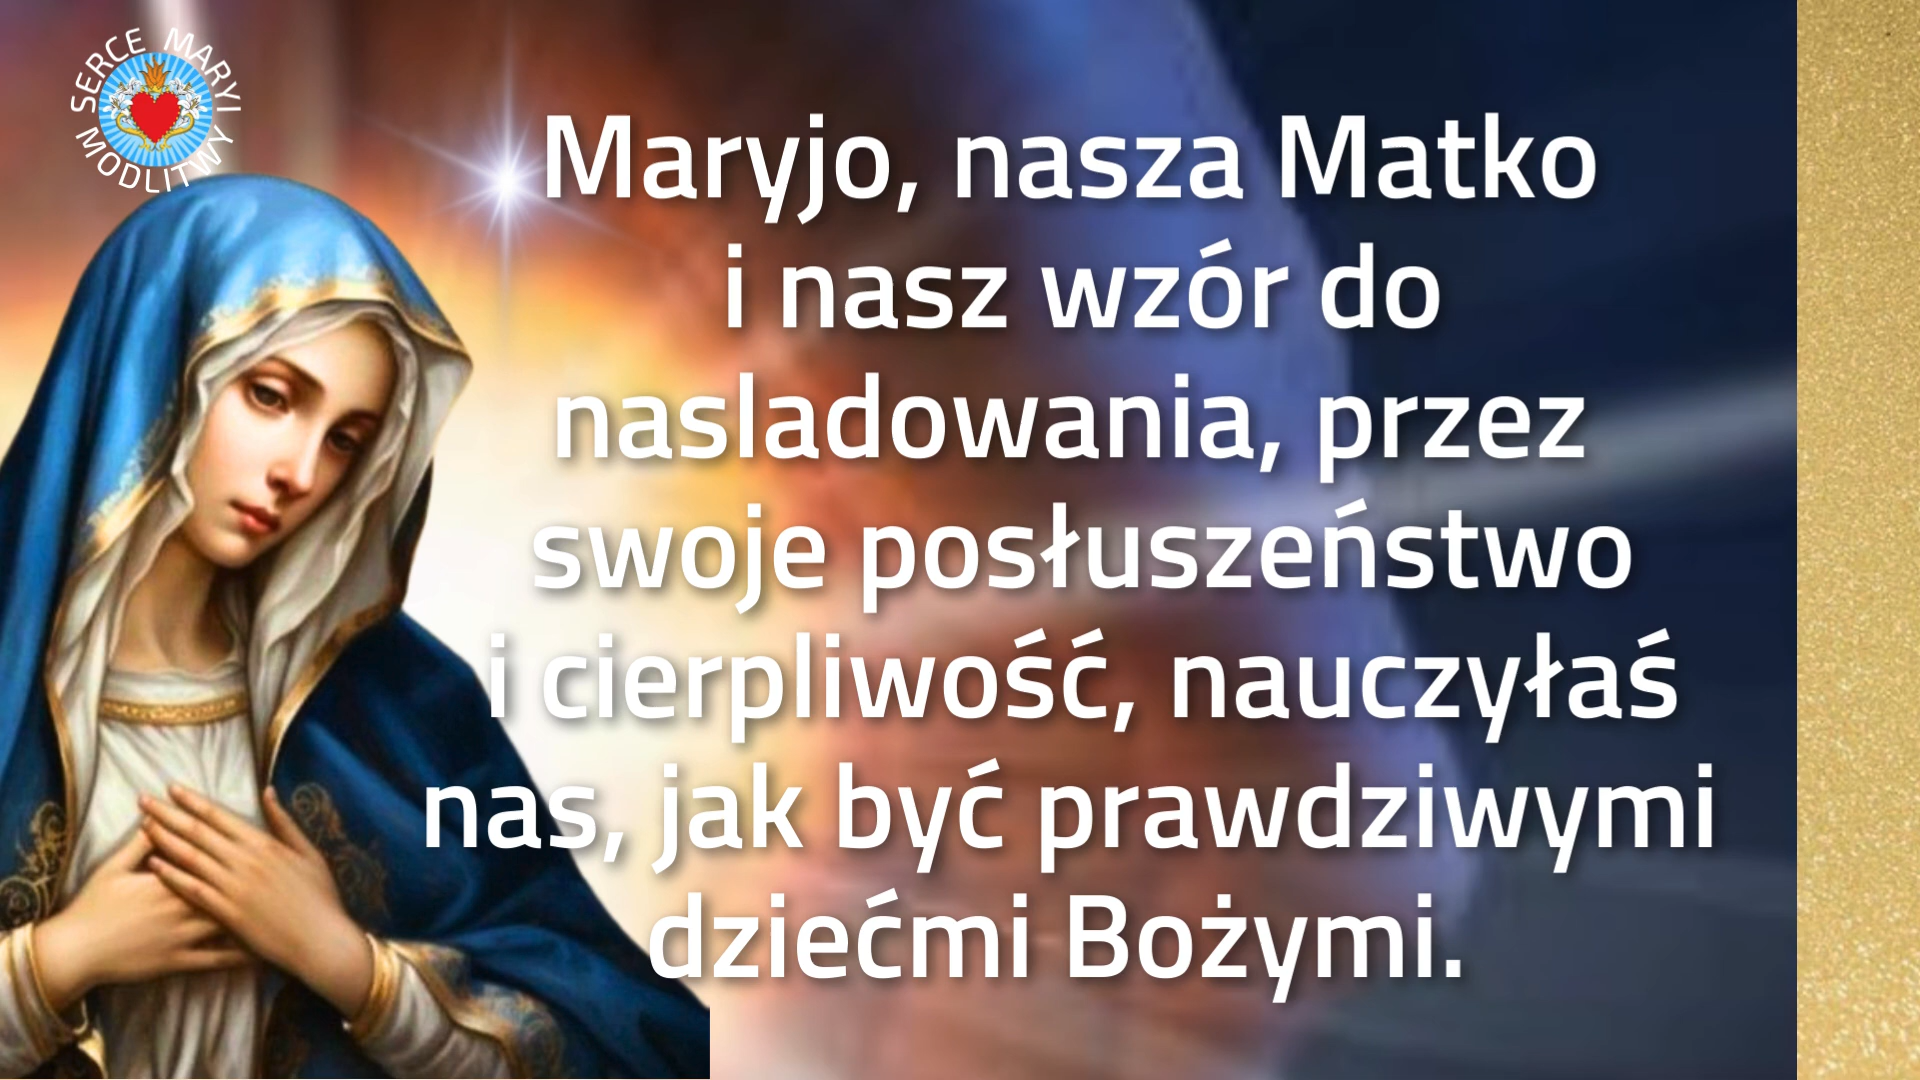 SERCE MARYI
MODLITWY
Maryjo, nasza Matko
i nasz wzór do
nasladowania, przez
swoje posłuszeństwo
i cierpliwość, nauczyłaś
nas, jak być prawdziwymi
dziećmi Bożymi.